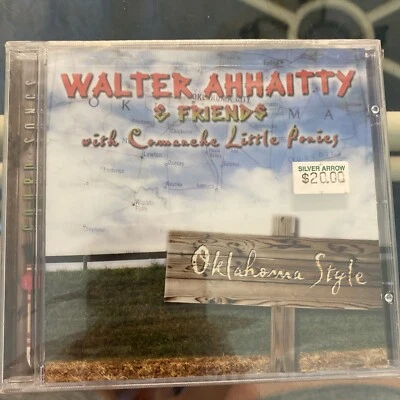 WALTER AHHAITTY
& FRIENDS
with Comanche Little Ponies
SILVER ARROW
$20.00
Oklahoma Style